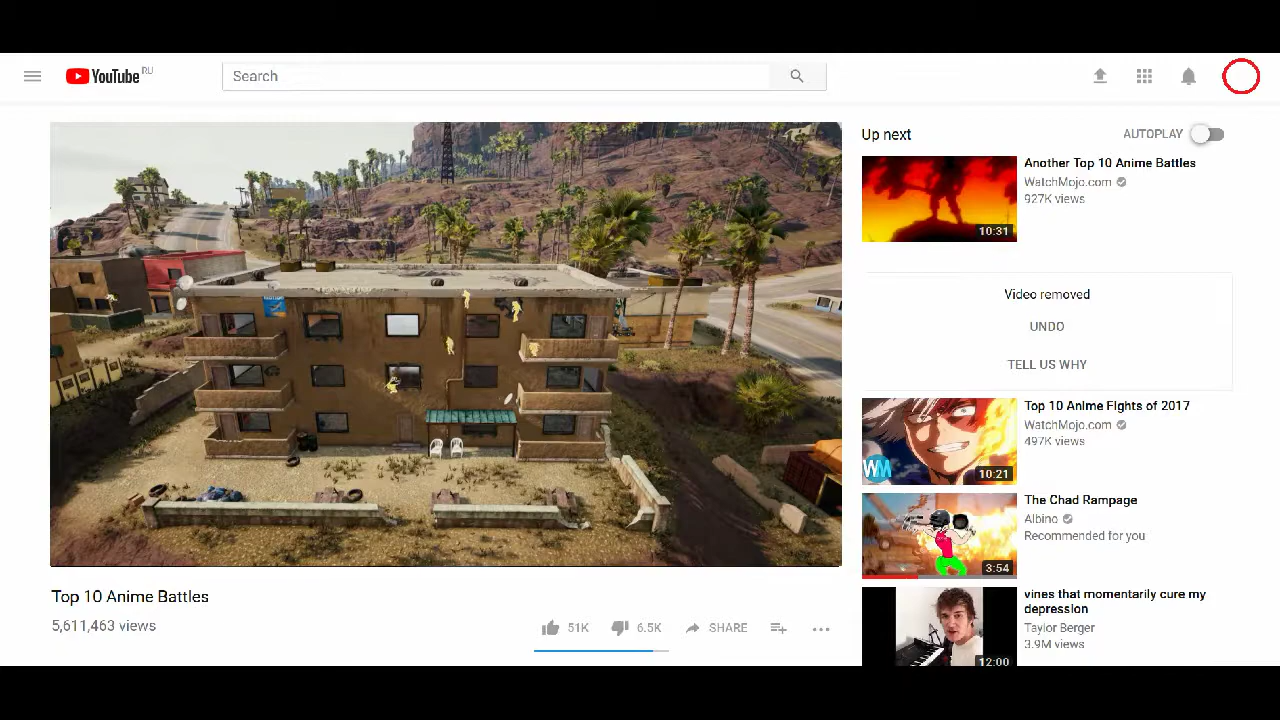 YouTube RU
Search
Up next
AUTOPLAY
Another Top 10 Anime Battles
WatchMojo.com
927K views
10:31
Video removed
UNDO
TELL US WHY
Top 10 Anime Fights of 2017
WatchMojo.com
497K views
WM
10:21
The Chad Rampage
Albino
Recommended for you
3:54
vines that momentarily cure my
depression
Taylor Berger
3.9M views
12:00
Top 10 Anime Battles
5,611,463 views
51K
6.5K
SHARE